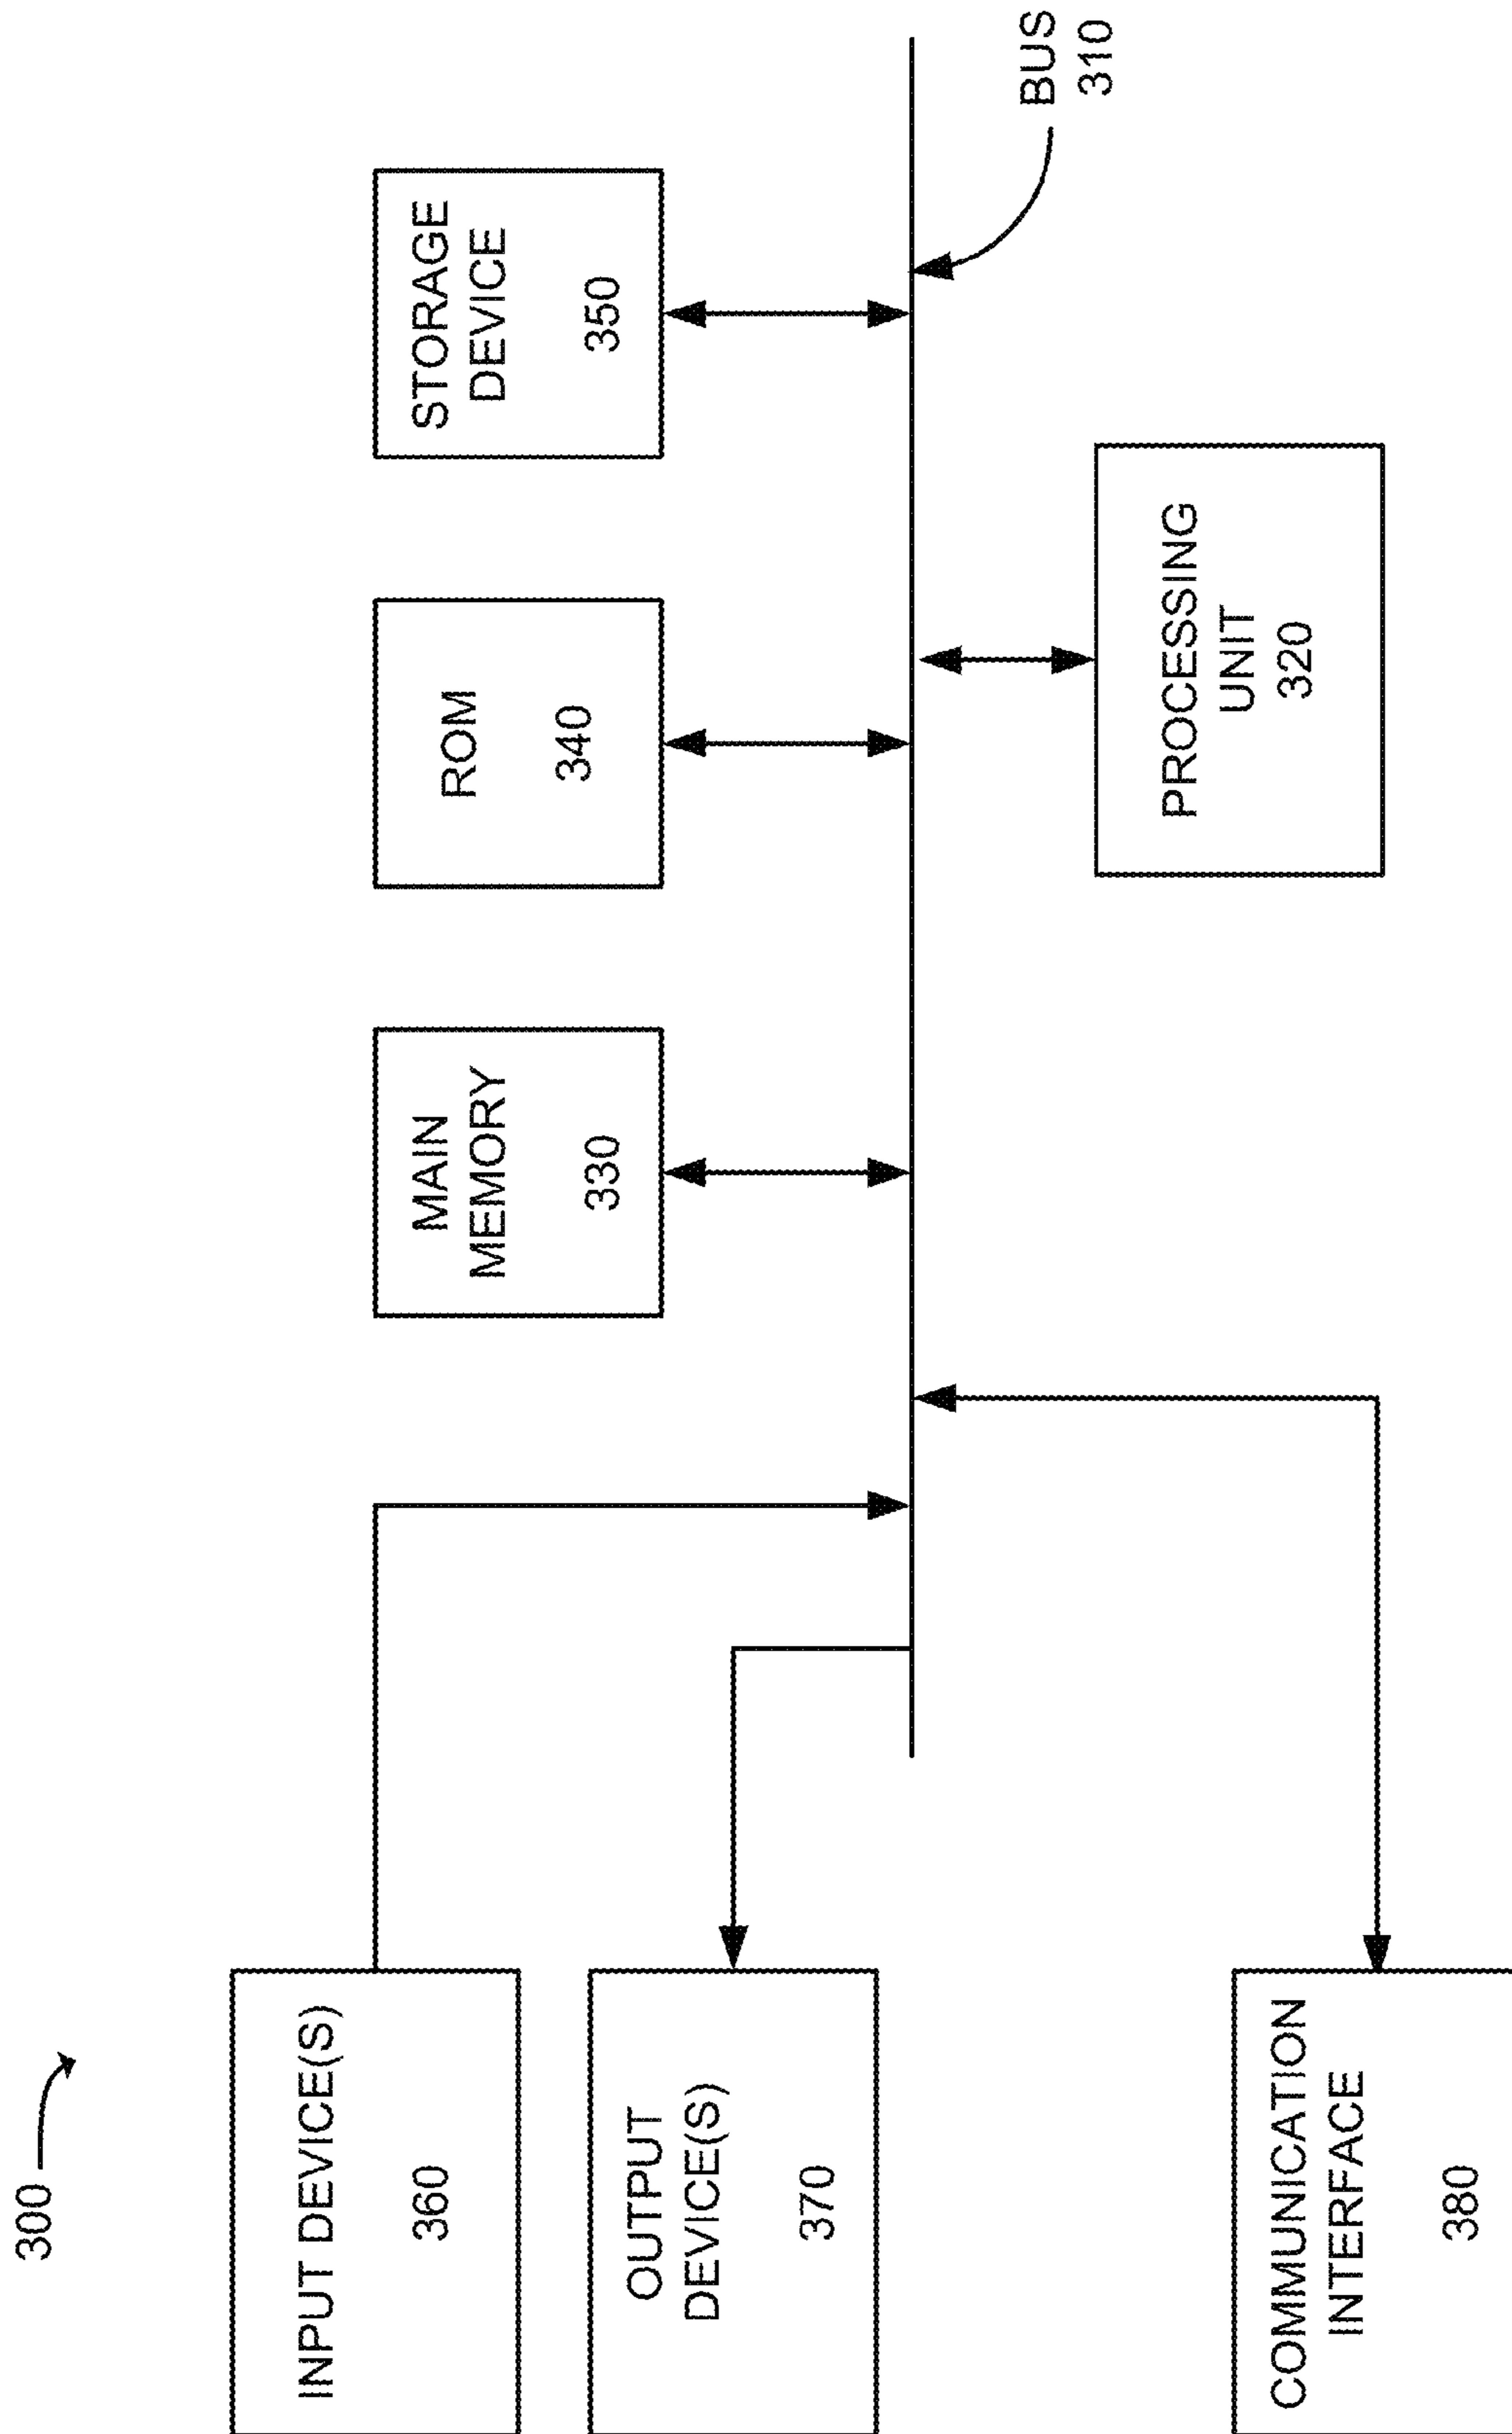 300
INPUT DEVICE(S)
360
OUTPUT
DEVICE(S)
370
COMMUNICATION
INTERFACE
380
MAIN
MEMORY
330
ROM
340
STORAGE
DEVICE
350
PROCESSING
UNIT
320
BUS
310